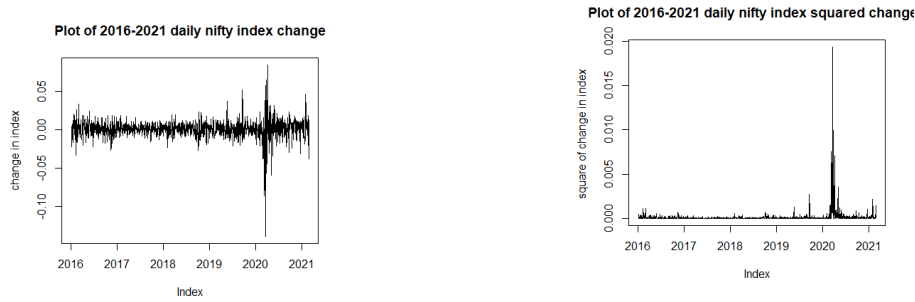 Plot of 2016-2021 daily nifty index change
change in index
0.05
0.00
-0.05
-0.10
2016 2017 2018 2019 2020 2021
Index
Plot of 2016-2021 daily nifty index squared change
square of change in index
0.020
0.015
0.010
0.005
0.000
2016 2017 2018 2019 2020 2021
Index